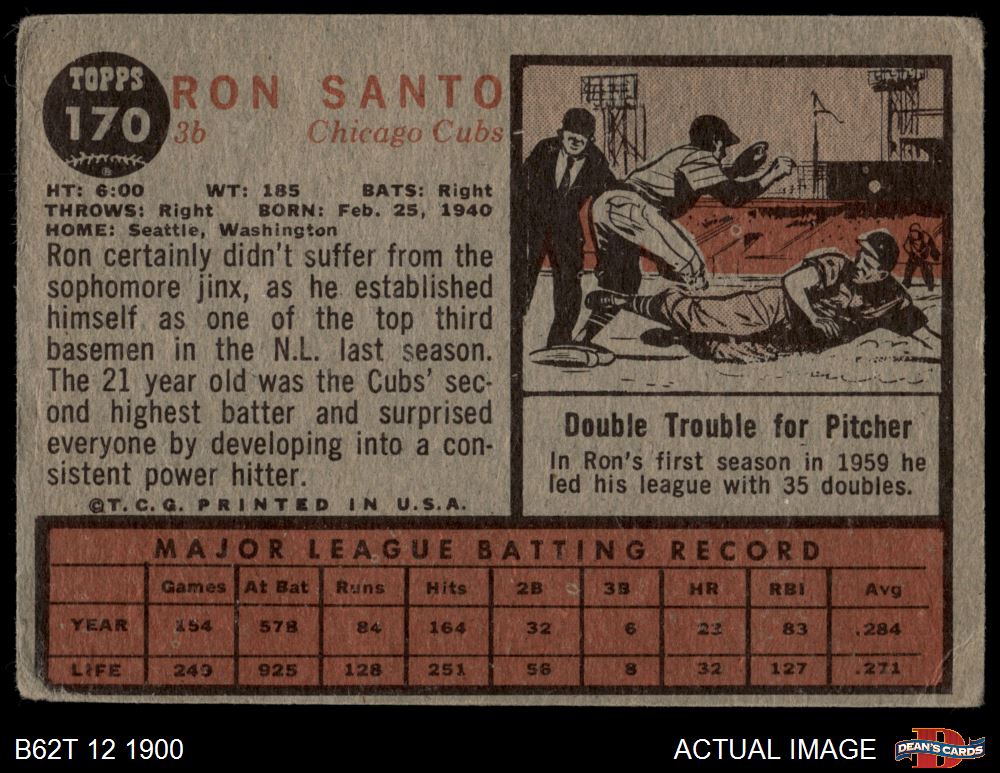 TOPPS
170
RON SANTO
3b Chicago Cubs
HT: 6:00 WT: 185 BATS: Right
THROWS: Right BORN: Feb. 25, 1940
HOME: Seattle, Washington
Ron certainly didn't suffer from the
sophomore jinx, as he established
himself as one of the top third
basemen in the N.L. last season.
The 21 year old was the Cubs' sec-
ond highest batter and surprised
everyone by developing into a con-
sistent power hitter.
©T.C.G. PRINTED IN U.S.A.
Double Trouble for Pitcher
In Ron's first season in 1959 he
led his league with 35 doubles.
MAJOR LEAGUE BATTING RECORD
Games At Bat Runs Hits 2B 3B HR RBI Avg
YEAR 154 578 84 164 32 6 23 83 .284
LIFE 249 925 128 251 56 8 32 127 .271
B62T 12 1900
ACTUAL IMAGE
D
DEAN'S CARDS